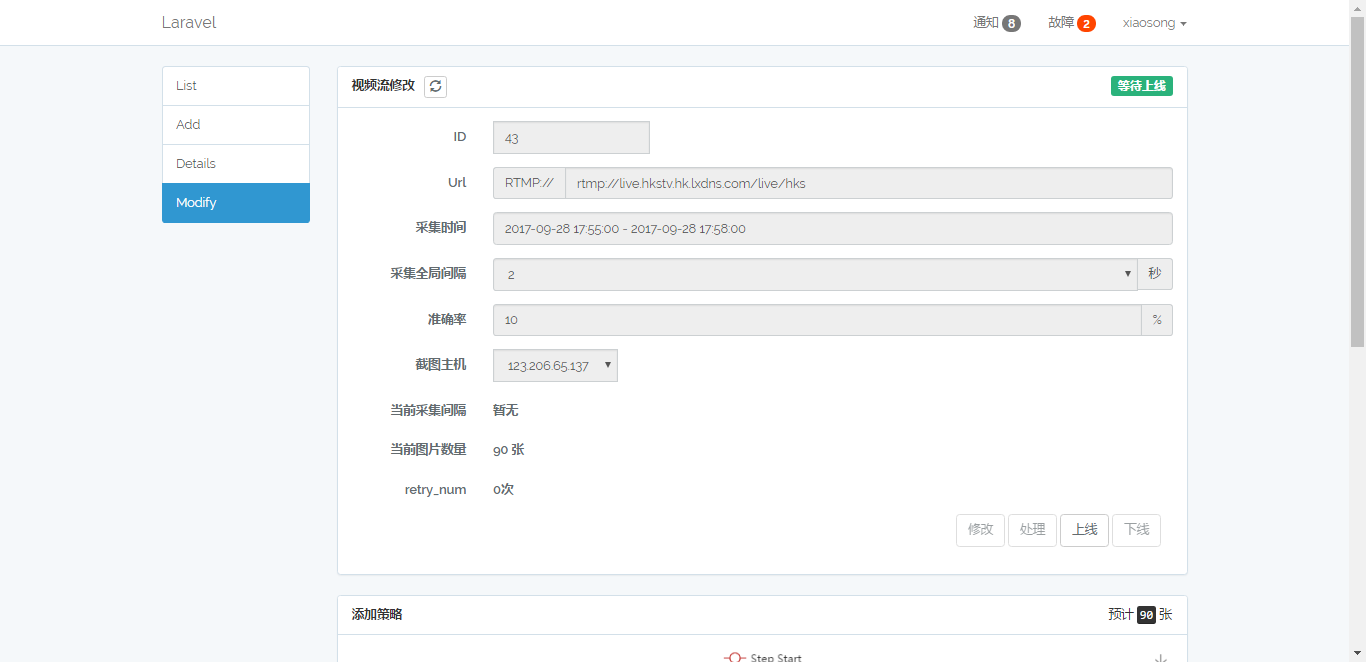 Laravel 通知 8 故障 2 xiaosong
List
Add
Details
Modify
视频流修改 等待上线
ID 43
Url RTMP:// rtmp://live.hkstv.hk.lxdns.com/live/hks
采集时间 2017-09-28 17:55:00 - 2017-09-28 17:58:00
采集全局间隔 2 秒
准确率 10 %
截图主机 123.206.65.137
当前采集间隔 暂无
当前图片数量 90 张
retry_num 0次
修改 处理 上线 下线
添加策略 预计 90 张
Step Start